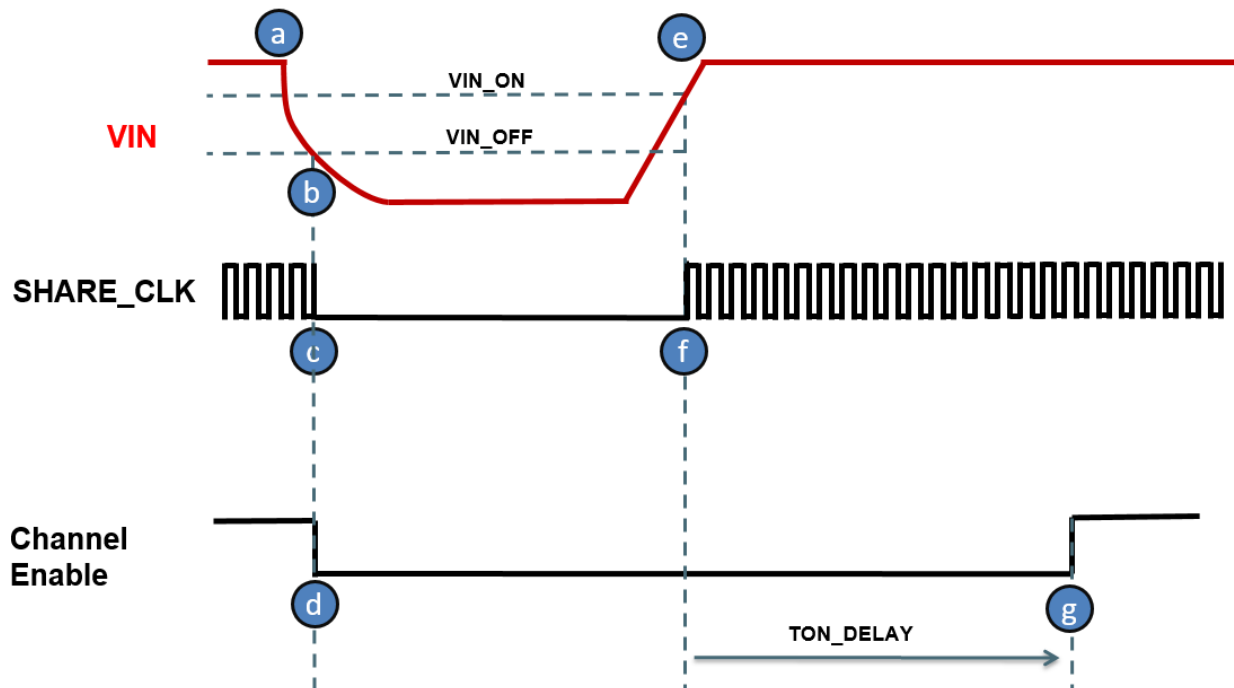 a
e
VIN_ON
VIN
VIN_OFF
b
SHARE_CLK
c
f
Channel
Enable
d
g
TON_DELAY